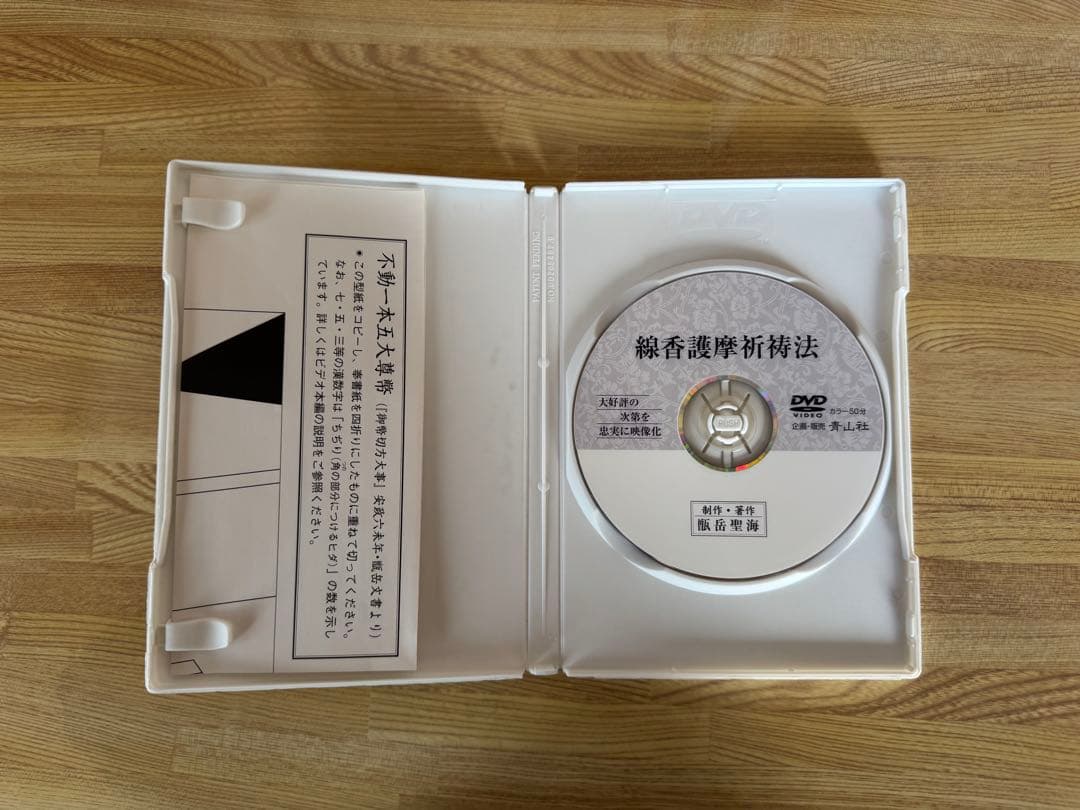 不動一本五大尊幣(『御幣切方大事』安政六未年・甑岳文書より)
●この型紙をコピーし、奉書紙を四折りにしたものに重ねて切ってください。
なお、七・五・三等の漢数字は「ちぢり(角の部分につけるヒダ)」の数を示し
つの
ています。詳しくはビデオ本編の説明をご参照ください。
PATENT PENDING
DVD
線香護摩祈祷法
大好評の
次第を
忠実に映像化
PUSH
DVD
VIDEO
カラー50分
企画・販売 青山社
制作・著作
甑岳聖海